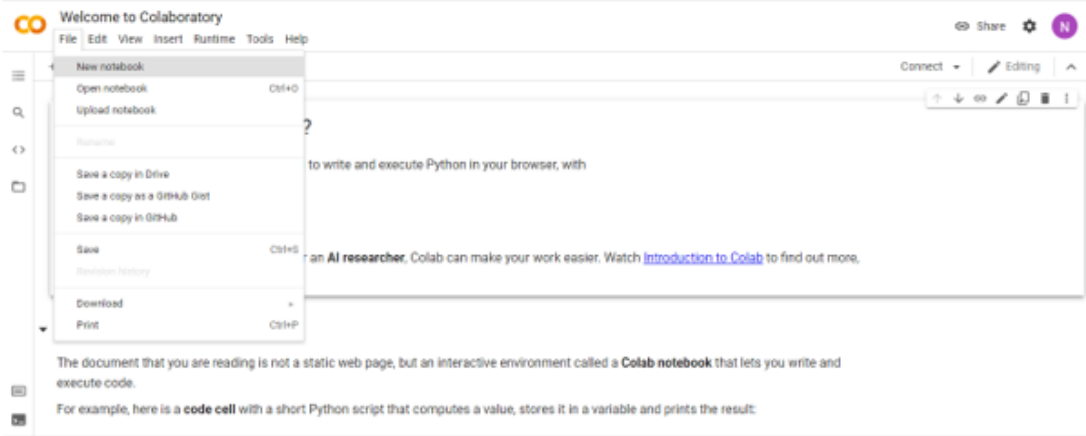 Welcome to Colaboratory
File Edit View Insert Runtime Tools Help
Share
N
New notebook
Connect
Editing
Open notebook Ctrl+O
Upload notebook
?
Rename
to write and execute Python in your browser, with
Save a copy in Drive
Save a copy as a GitHub Gist
Save a copy in GitHub
Save Ctrl+S
an AI researcher, Colab can make your work easier. Watch Introduction to Colab to find out more,
Revision history
Download
Print Ctrl+P
The document that you are reading is not a static web page, but an interactive environment called a Colab notebook that lets you write and
execute code.
For example, here is a code cell with a short Python script that computes a value, stores it in a variable and prints the result: